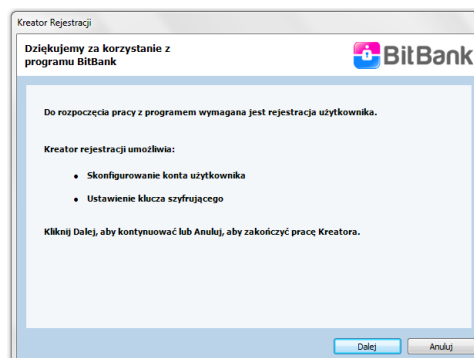 Kreator Rejestracji
Dziękujemy za korzystanie z
programu BitBank
BitBank
Do rozpoczęcia pracy z programem wymagana jest rejestracja użytkownika.
Kreator rejestracji umożliwia:
• Skonfigurowanie konta użytkownika
• Ustawienie klucza szyfrującego
Kliknij Dalej, aby kontynuować lub Anuluj, aby zakończyć pracę Kreatora.
Dalej Anuluj